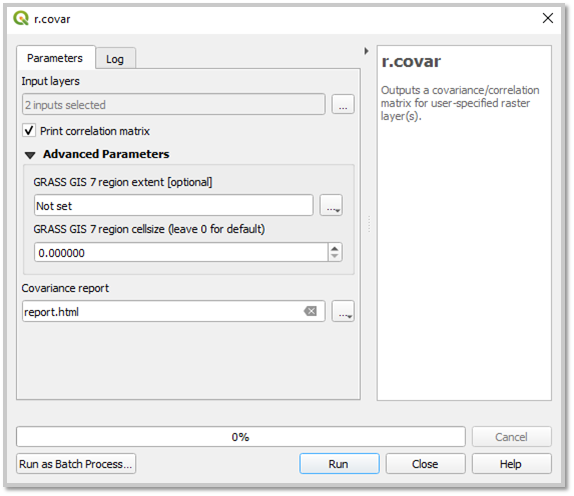 r.covar
Parameters
Log
Input layers
2 inputs selected
...
Print correlation matrix
Advanced Parameters
GRASS GIS 7 region extent [optional]
Not set
...
GRASS GIS 7 region cellsize (leave 0 for default)
0.000000
Covariance report
report.html
...
r.covar
Outputs a covariance/correlation
matrix for user-specified raster
layer(s).
0%
Cancel
Run as Batch Process...
Run
Close
Help